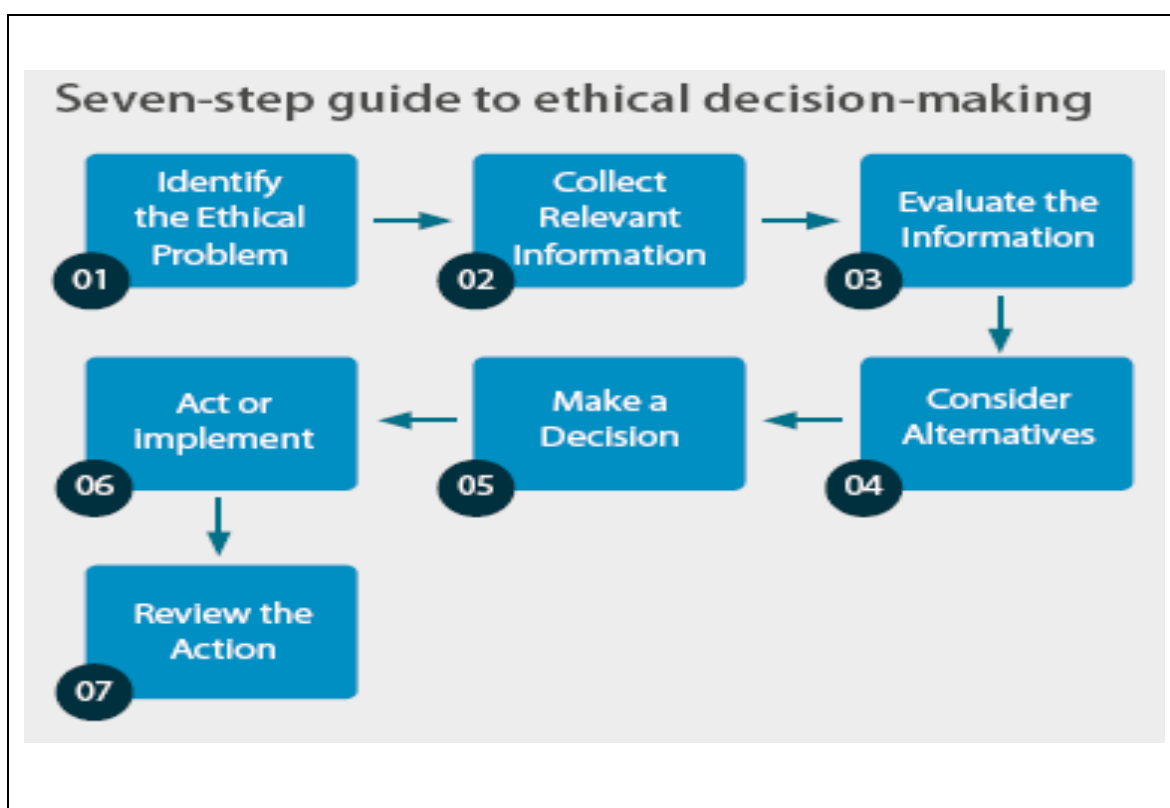 Seven-step guide to ethical decision-making
Identify
the Ethical
Problem
01
Collect
Relevant
Information
02
Evaluate the
Information
03
Consider
Alternatives
04
Make a
Decision
05
Act or
implement
06
Review the
Action
07